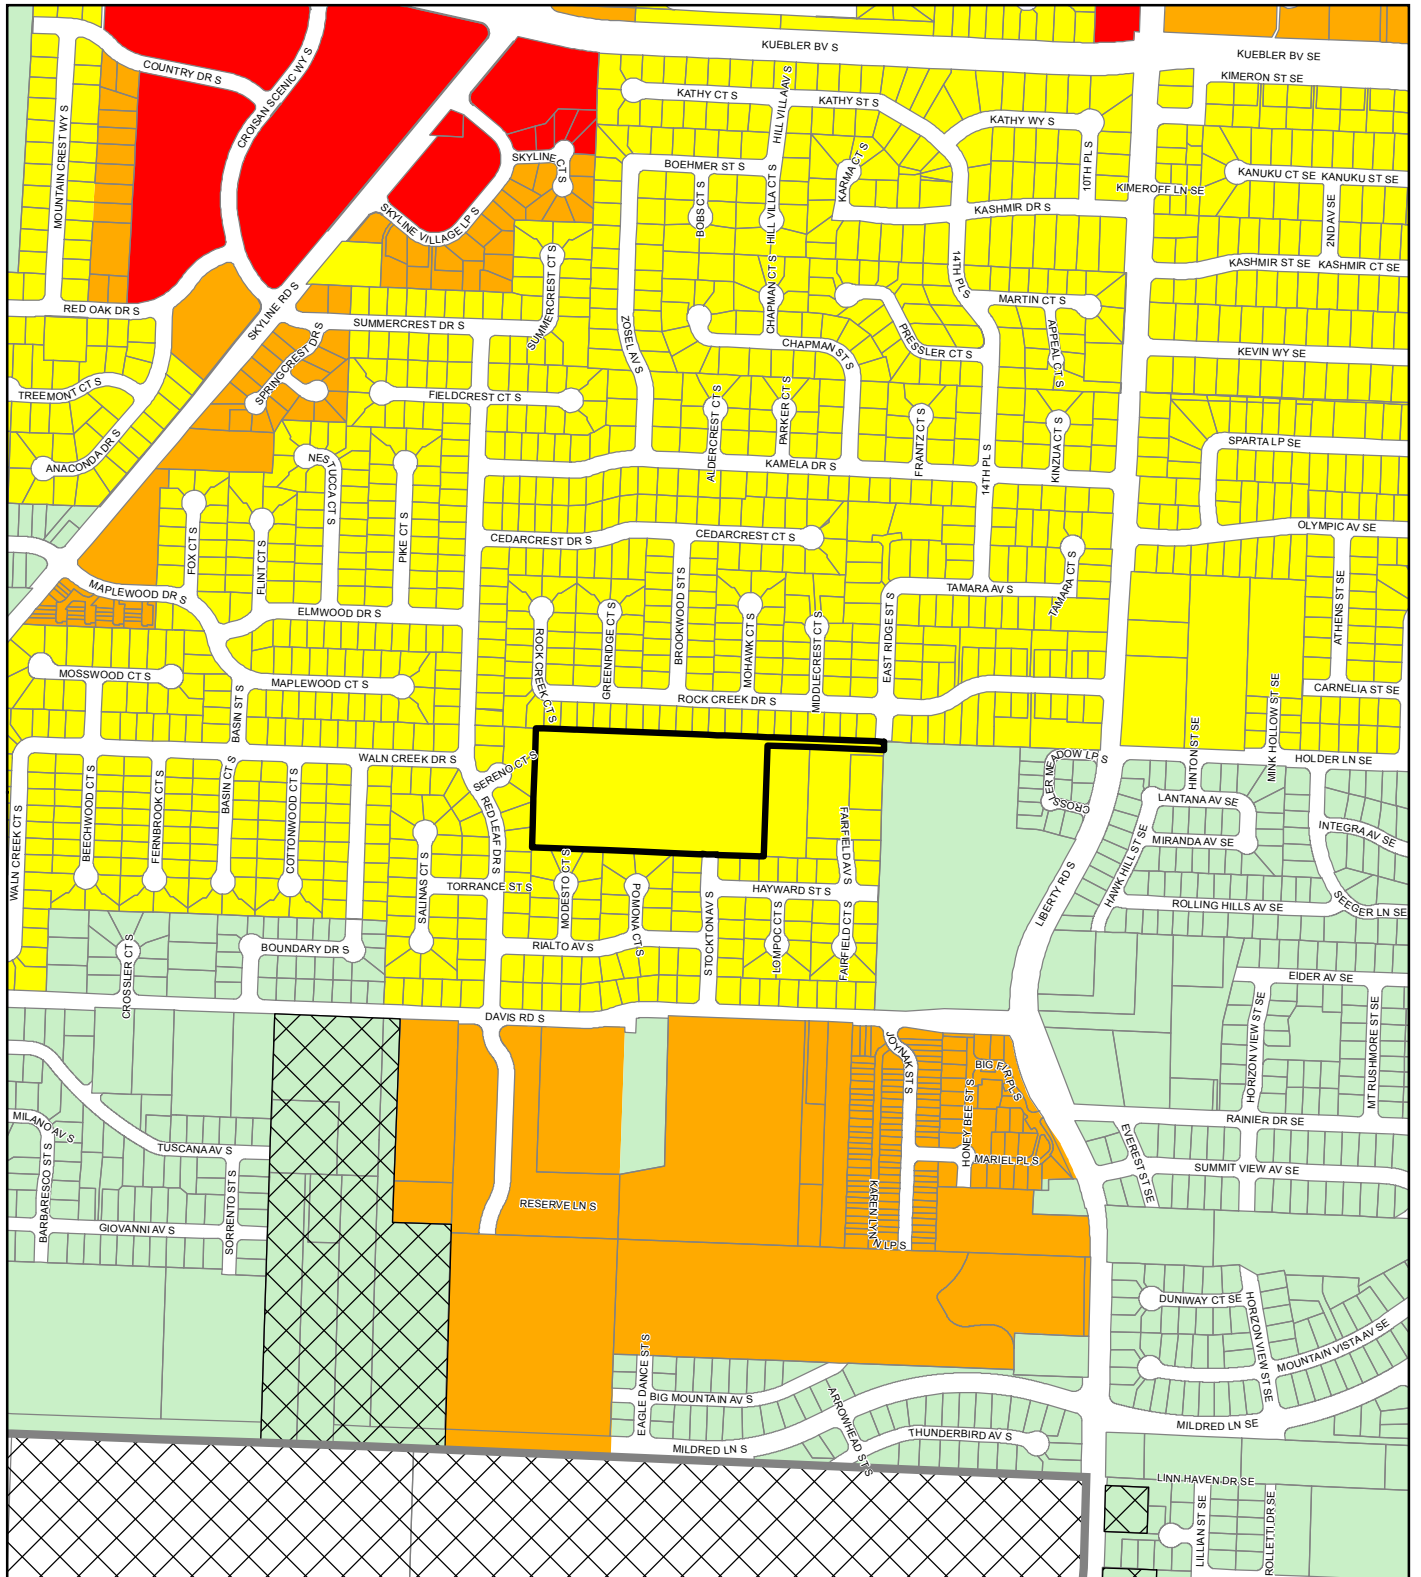 KUEBLER BV S
KUEBLER BV SE
COUNTRY DR S
CROISAN SCENIC WY S
MOUNTAIN CREST WY S
KATHY CT S
HILL VILLA AV S
KATHY ST S
KATHY WY S
KIMERON ST SE
10TH PL S
SKYLINE CT S
BOEHMER ST S
BOBS CT S
HILL VILLA CT S
KARMA CT S
KASHMIR DR S
KIMEROFF LN SE
KANUKU CT SE
KANUKU ST SE
2ND AV SE
SKYLINE VILLAGE LP S
KASHMIR ST SE
KASHMIR CT SE
RED OAK DR S
SKYLINE RD S
SUMMERCREST DR S
SUMMERCREST CT S
ZOSEL AV S
CHAPMAN CT S
CHAPMAN ST S
PRESSLER CT S
14TH PL S
MARTIN CT S
APPEAL CT S
KEVIN WY SE
TREEMONT CT S
SPRINGCREST DR S
FIELDCREST CT S
ALDERCREST CT S
PARKER CT S
FRANTZ CT S
KINZUA CT S
SPARTA LP SE
ANACONDA DR S
NESTUCCA CT S
KAMELA DR S
14TH PL S
FOX CT S
FLINT CT S
PIKE CT S
CEDARCREST DR S
CEDARCREST CT S
OLYMPIC AV SE
MAPLEWOOD DR S
ELMWOOD DR S
ROCK CREEK CT S
GREENRIDGE CT S
BROOKWOOD ST S
MOHAWK CT S
MIDDLECREST CT S
EAST RIDGE ST S
TAMARA AV S
TAMARA CT S
ATHENS ST SE
MOSSWOOD CT S
MAPLEWOOD CT S
BASIN ST S
ROCK CREEK DR S
CARNELIA ST SE
MINK HOLLOW ST SE
HINTON ST SE
WALN CREEK DR S
SERENO CT S
CROSSLER MEADOW LP S
HOLDER LN SE
WALN CREEK CT S
BEECHWOOD CT S
FERNBROOK CT S
BASIN CT S
COTTONWOOD CT S
RED LEAF DR S
FAIRFIELD AV S
LANTANA AV SE
MIRANDA AV SE
INTEGRA AV SE
SALINAS CT S
TORRANCE ST S
MODESTO CT S
POMONA CT S
STOCKTON AV S
HAYWARD ST S
LOMPOC CT S
FAIRFIELD CT S
LIBERTY RD S
HAWK HILL ST SE
ROLLING HILLS AV SE
SEEGER LN SE
CROSSLER CT S
BOUNDARY DR S
RIALTO AV S
EIDER AV SE
DAVIS RD S
JOYNAK ST S
BIG FIR PL S
HONEY BEE ST S
HORIZON VIEW ST SE
MT RUSHMORE ST SE
MILANO AV S
TUSCANA AV S
BARBARESCO ST S
SORRENTO ST S
GIOVANNI AV S
RESERVE LN S
MARIEL PL S
KAREN LYNN LP S
RAINIER DR SE
EVEREST ST SE
SUMMIT VIEW AV SE
DUNIWAY CT SE
HORIZON VIEW ST SE
MOUNTAIN VISTA AV SE
EAGLE DANCE ST S
BIG MOUNTAIN AV S
ARROWHEAD ST S
THUNDERBIRD AV S
MILDRED LN S
MILDRED LN SE
LINN HAVEN DR SE
LILLIAN ST SE
ROLLETTI DR SE